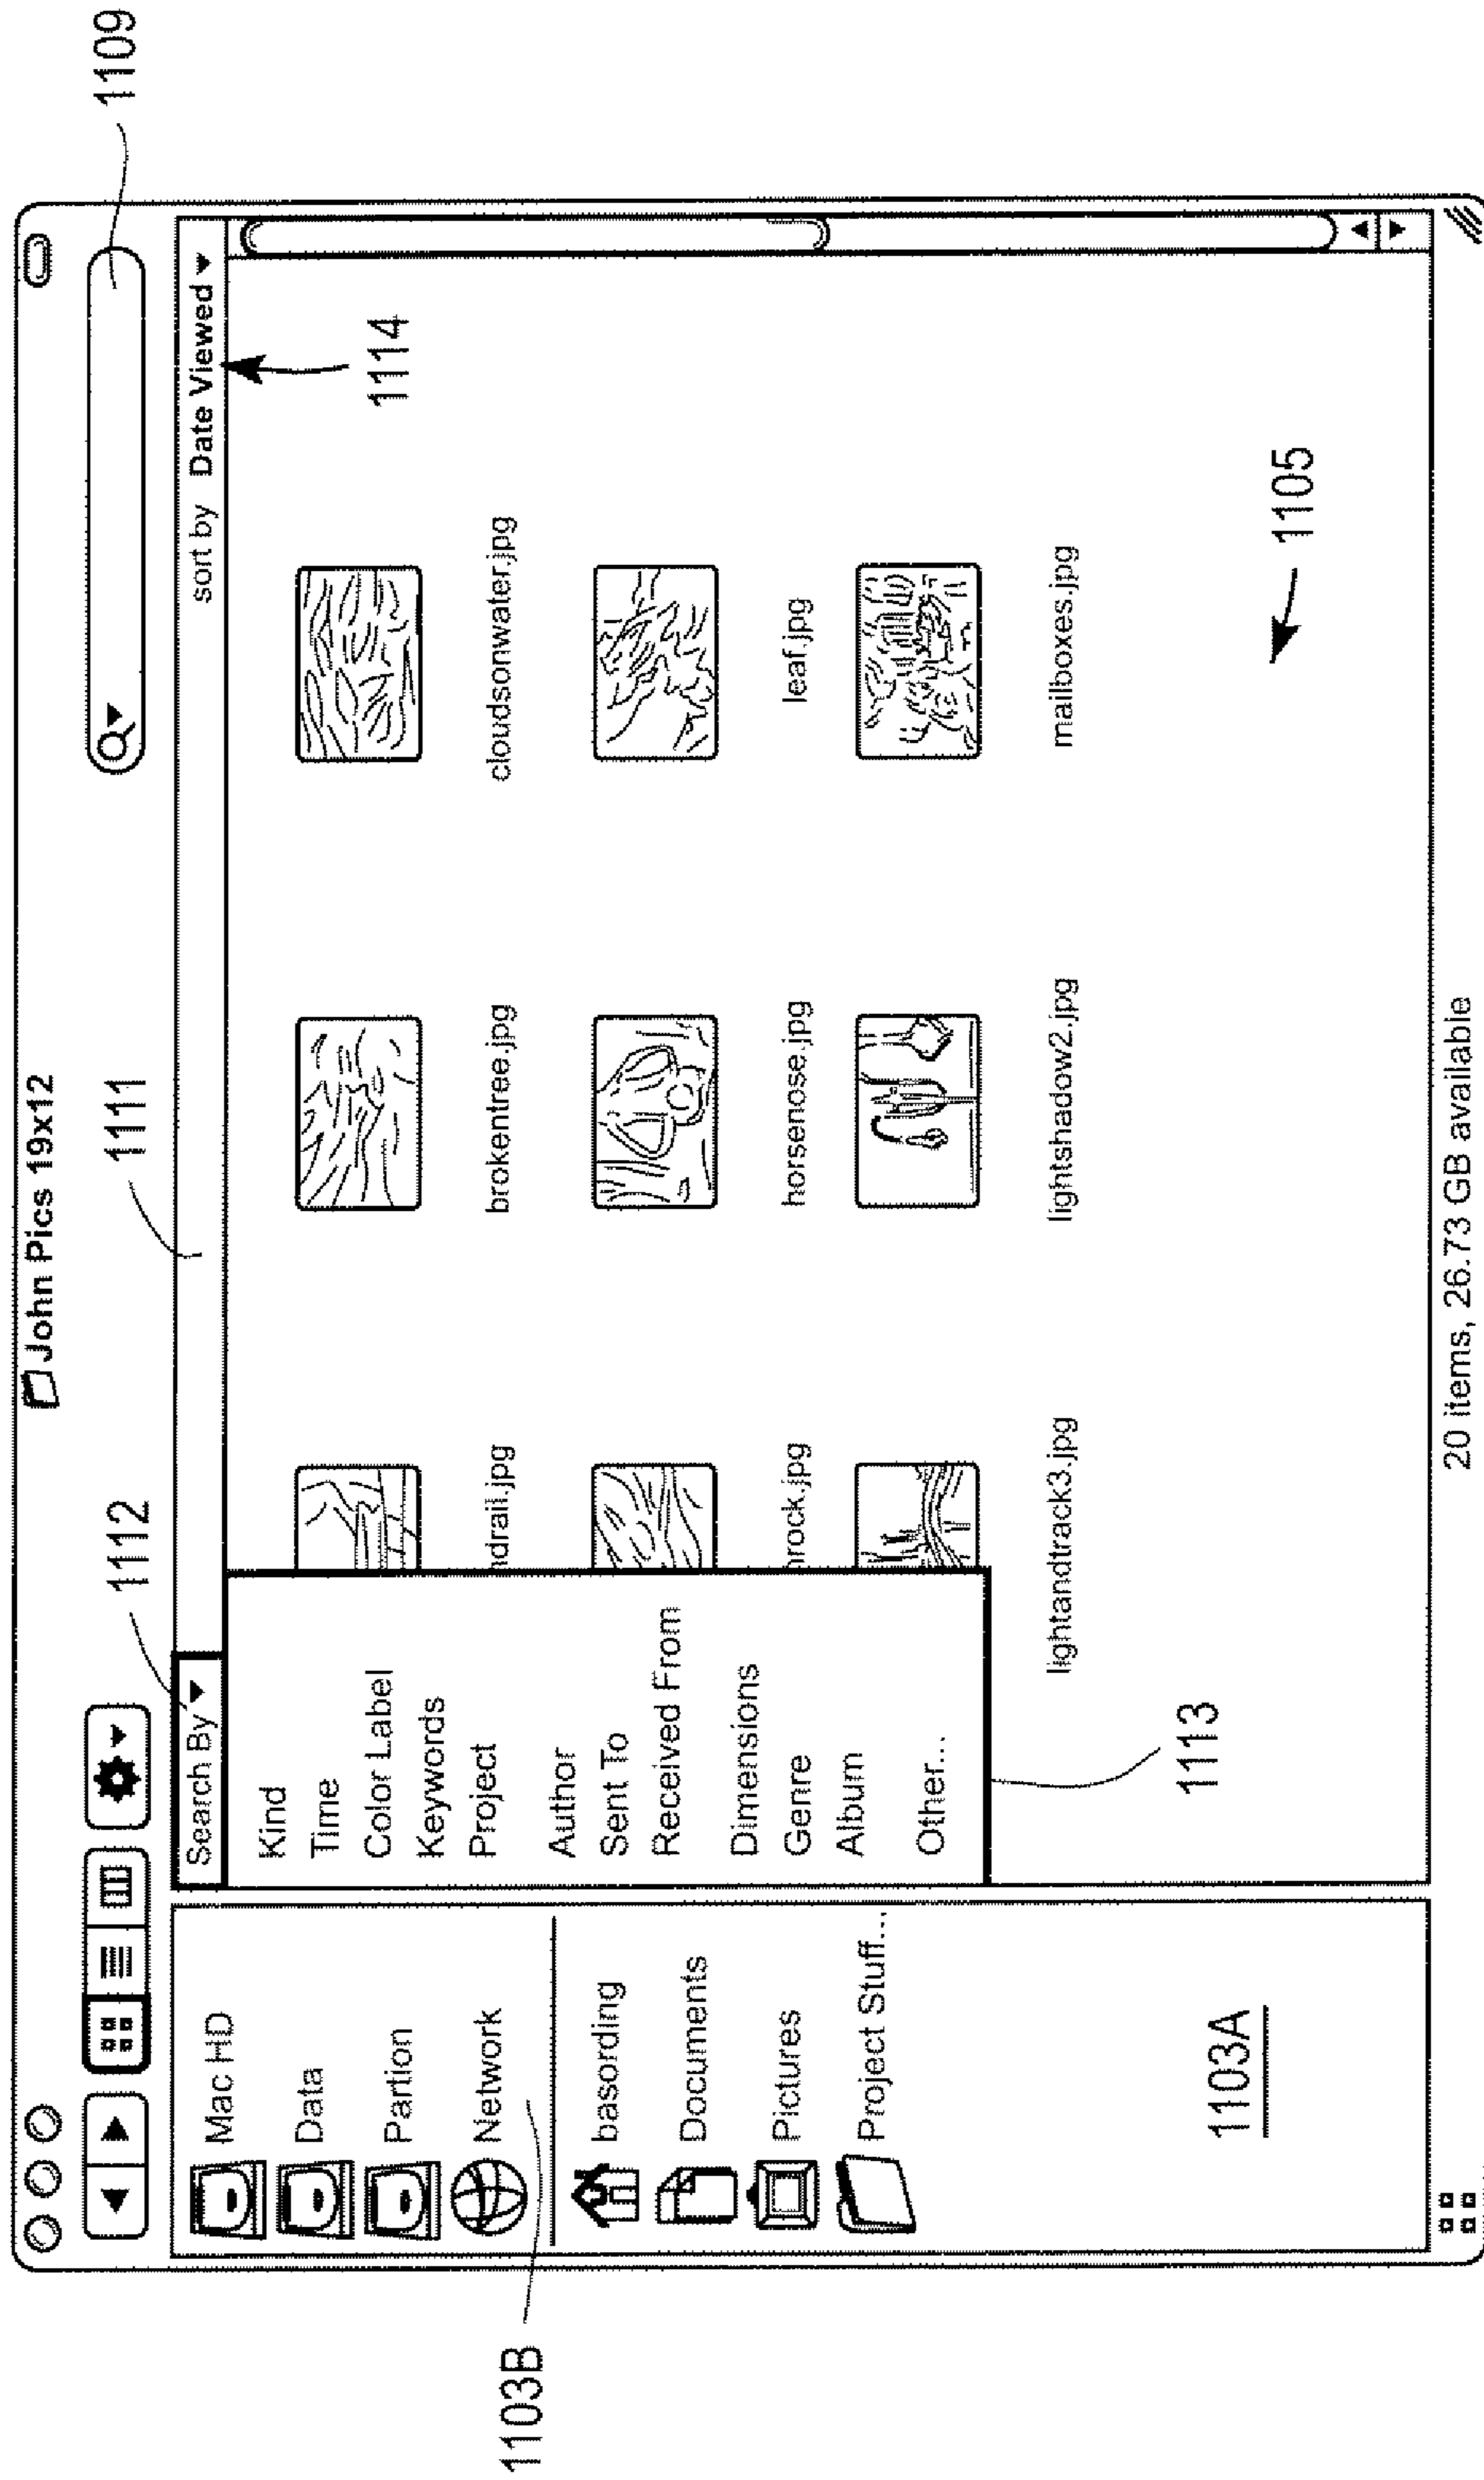 John Pics 19x12
1109
1111
1112
Search By
sort by Date Viewed
1114
Mac HD
Data
Partion
Network
1103B
basording
Documents
Pictures
Project Stuff...
1103A
Kind
Time
Color Label
Keywords
Project
Author
Sent To
Received From
Dimensions
Genre
Album
Other...
1113
ndrail.jpg
brokentree.jpg
cloudsonwater.jpg
nrock.jpg
horsenose.jpg
leaf.jpg
lightandtrack3.jpg
lightshadow2.jpg
mailboxes.jpg
1105
20 items, 26.73 GB available